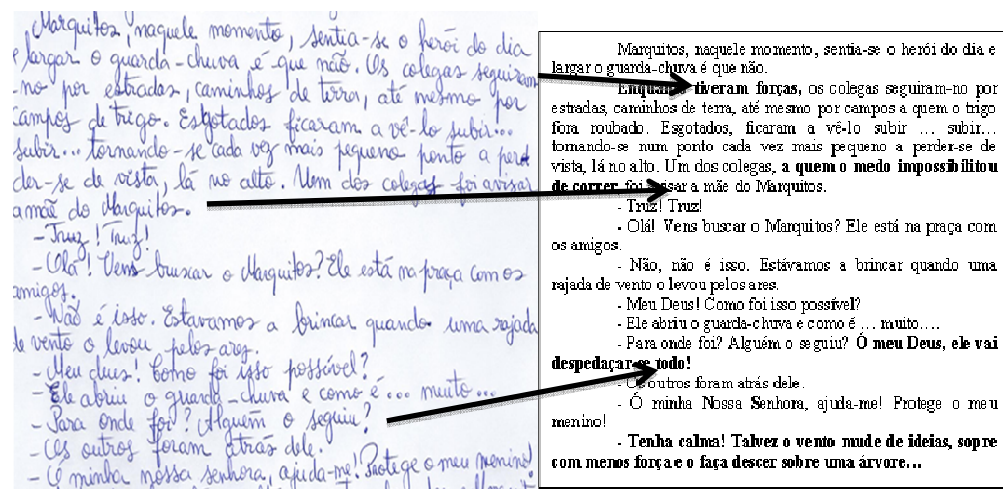 Marquitos, naquele momento, sentia-se o herói do dia
e largar o guarda-chuva é que não. Os colegas seguiram
-no por estradas, caminhos de terra, até mesmo por
campos de trigo. Esgotados ficaram a vê-lo subir...
subir... tornando-se cada vez mais pequeno ponto a per
der-se de vista, lá no alto. Um dos colegas foi avisar
a mãe do Marquitos.
- Truz! Truz!
- Olá! Vens buscar o Marquitos? Ele está na praça com os
amigos.
- Não é isso. Estavamos a brincar quando uma rajada
de vento o levou pelos ares.
- Meu deus! Como foi isso possível?
- Ele abriu o guarda-chuva e como é... muito...
- Para onde foi? Alguém o seguiu?
- Os outros foram atrás dele.
- Ó minha nossa senhora, ajuda-me! Protege o meu menino!
Marquitos, naquele momento, sentia-se o herói do dia e
largar o guarda-chuva é que não.
Enquanto tiveram forças, os colegas seguiram-no por
estradas, caminhos de terra, até mesmo por campos a quem o trigo
fora roubado. Esgotados, ficaram a vê-lo subir ... subir...
tornando-se num ponto cada vez mais pequeno a perder-se de
vista, lá no alto. Um dos colegas, a quem o medo impossibilitou
de correr, foi avisar a mãe do Marquitos.
- Truz! Truz!
- Olá! Vens buscar o Marquitos? Ele está na praça com
os amigos.
- Não, não é isso. Estávamos a brincar quando uma
rajada de vento o levou pelos ares.
- Meu Deus! Como foi isso possível?
- Ele abriu o guarda-chuva e como é ... muito....
- Para onde foi? Alguém o seguiu? Ó meu Deus, ele vai
despedaçar-se todo!
- Os outros foram atrás dele.
- Ó minha Nossa Senhora, ajuda-me! Protege o meu
menino!
- Tenha calma! Talvez o vento mude de ideias, sopre
com menos força e o faça descer sobre uma árvore...